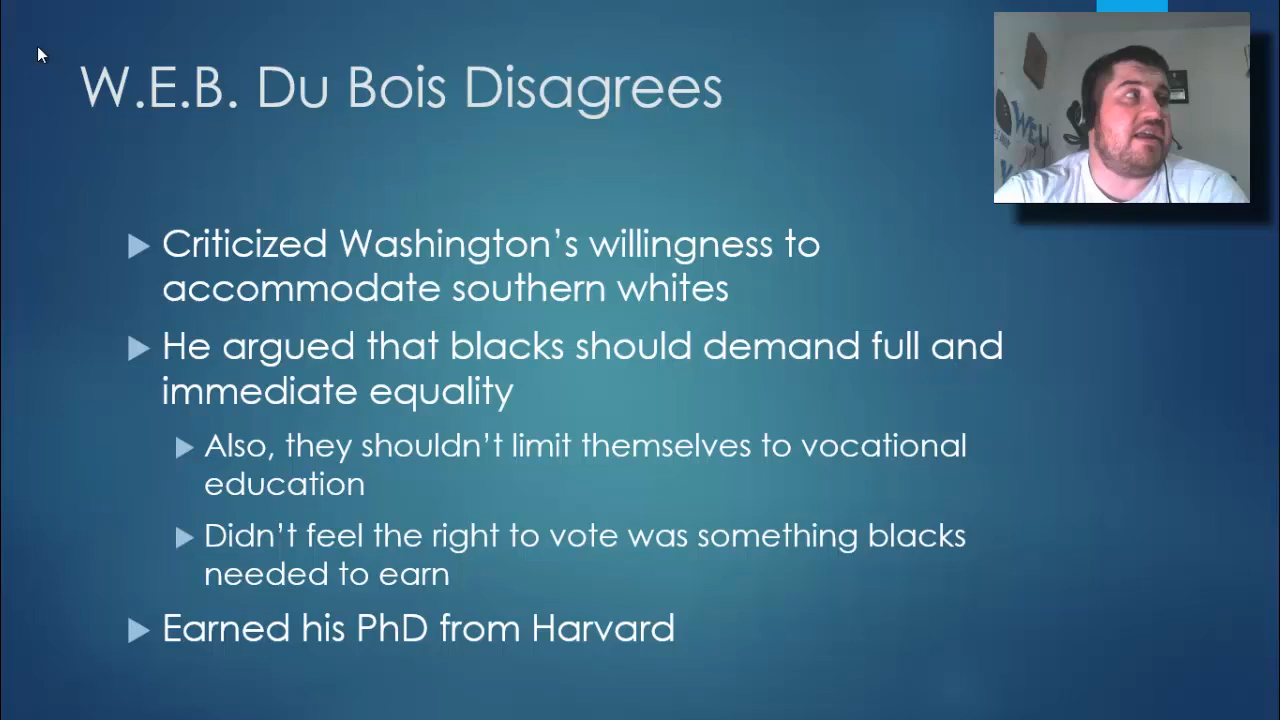 W.E.B. Du Bois Disagrees
Criticized Washington's willingness to
accommodate southern whites
He argued that blacks should demand full and
immediate equality
Also, they shouldn't limit themselves to vocational
education
Didn't feel the right to vote was something blacks
needed to earn
Earned his PhD from Harvard